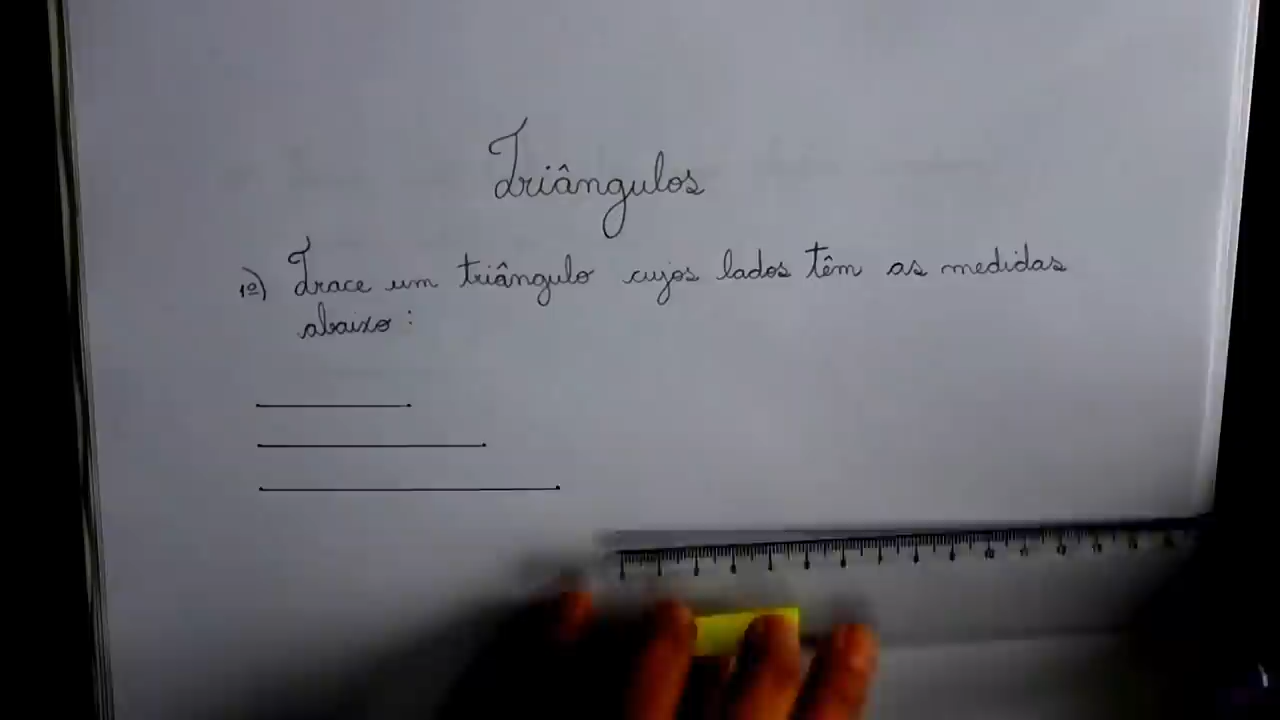 Triângulos
1º) Trace um triângulo cujos lados têm as medidas
abaixo: